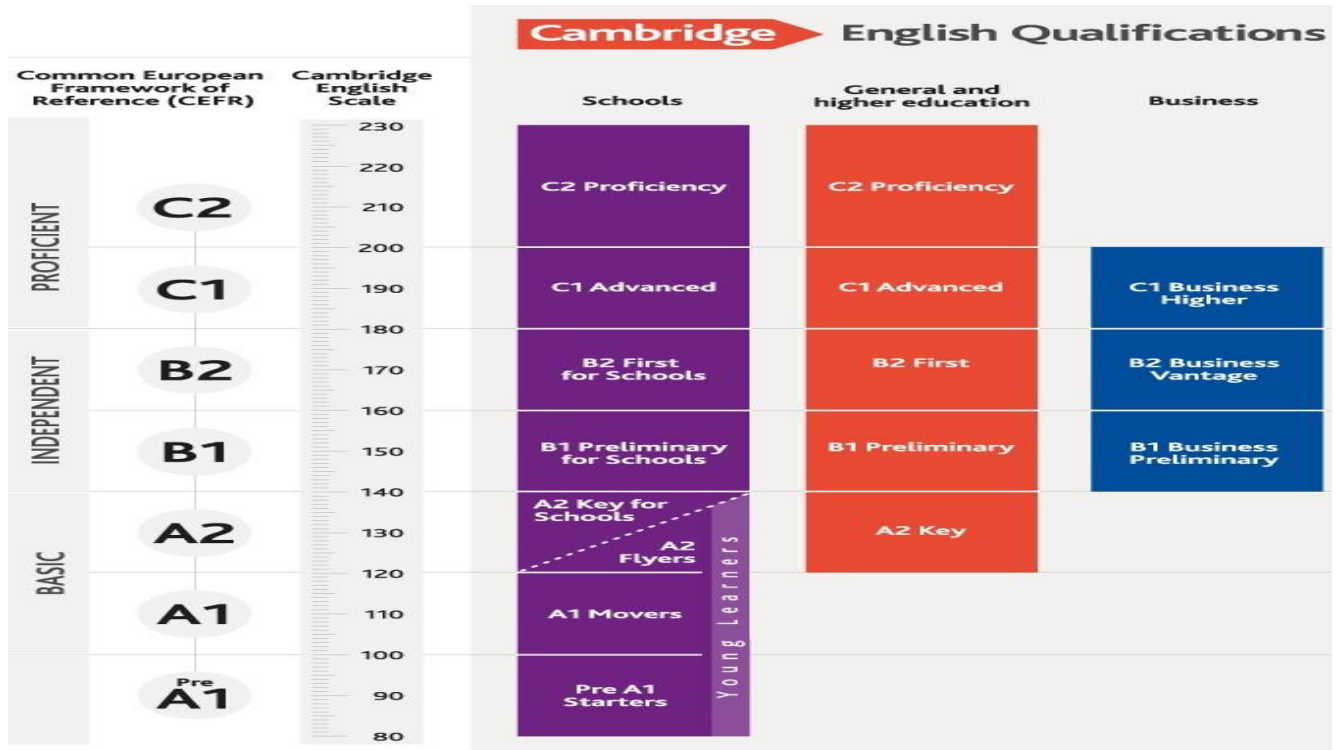 Cambridge English Qualifications
Common European
Framework of
Reference (CEFR)
Cambridge
English
Scale
Schools
General and
higher education
Business
PROFICIENT
INDEPENDENT
BASIC
C2
C1
B2
B1
A2
A1
Pre
A1
230
220
210
200
190
180
170
160
150
140
130
120
110
100
90
80
C2 Proficiency
C1 Advanced
B2 First
for Schools
B1 Preliminary
for Schools
A2 Key for
Schools
A2
Flyers
A1 Movers
Pre A1
Starters
Young Learners
C2 Proficiency
C1 Advanced
B2 First
B1 Preliminary
A2 Key
C1 Business
Higher
B2 Business
Vantage
B1 Business
Preliminary